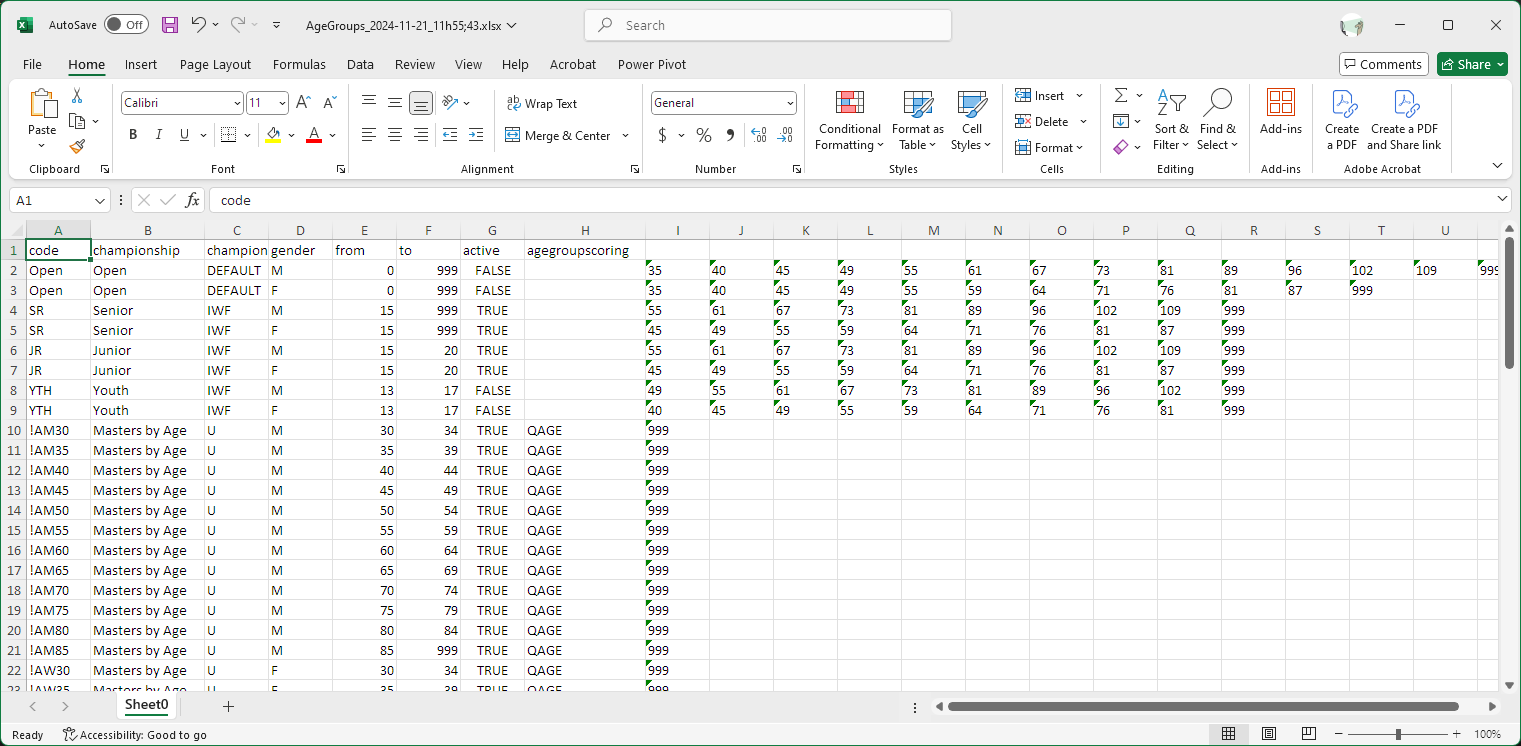 AutoSave Off AgeGroups_2024-11-21_11h55;43.xlsx Search
File Home Insert Page Layout Formulas Data Review View Help Acrobat Power Pivot Comments Share
Paste Clipboard
Calibri 11 B I U A Font
ab Wrap Text Merge & Center Alignment
General $ % Number
Conditional Formatting Format as Table Cell Styles Styles
Insert Delete Format Cells
Sort & Filter Find & Select Editing
Add-ins Add-ins
Create a PDF Create a PDF and Share link Adobe Acrobat
A1 fx code
A B C D E F G H I J K L M N O P Q R S T U
1 code championship champion gender from to active agegroupscoring
2 Open Open DEFAULT M 0 999 FALSE 35 40 45 49 55 61 67 73 81 89 96 102 109 999
3 Open Open DEFAULT F 0 999 FALSE 35 40 45 49 55 59 64 71 76 81 87 999
4 SR Senior IWF M 15 999 TRUE 55 61 67 73 81 89 96 102 109 999
5 SR Senior IWF F 15 999 TRUE 45 49 55 59 64 71 76 81 87 999
6 JR Junior IWF M 15 20 TRUE 55 61 67 73 81 89 96 102 109 999
7 JR Junior IWF F 15 20 TRUE 45 49 55 59 64 71 76 81 87 999
8 YTH Youth IWF M 13 17 FALSE 49 55 61 67 73 81 89 96 102 999
9 YTH Youth IWF F 13 17 FALSE 40 45 49 55 59 64 71 76 81 999
10 !AM30 Masters by Age U M 30 34 TRUE QAGE 999
11 !AM35 Masters by Age U M 35 39 TRUE QAGE 999
12 !AM40 Masters by Age U M 40 44 TRUE QAGE 999
13 !AM45 Masters by Age U M 45 49 TRUE QAGE 999
14 !AM50 Masters by Age U M 50 54 TRUE QAGE 999
15 !AM55 Masters by Age U M 55 59 TRUE QAGE 999
16 !AM60 Masters by Age U M 60 64 TRUE QAGE 999
17 !AM65 Masters by Age U M 65 69 TRUE QAGE 999
18 !AM70 Masters by Age U M 70 74 TRUE QAGE 999
19 !AM75 Masters by Age U M 75 79 TRUE QAGE 999
20 !AM80 Masters by Age U M 80 84 TRUE QAGE 999
21 !AM85 Masters by Age U M 85 999 TRUE QAGE 999
22 !AW30 Masters by Age U F 30 34 TRUE QAGE 999
23 !AW35 Masters by Age U F 35 39 TRUE QAGE 999
Sheet0
Ready Accessibility: Good to go 100%